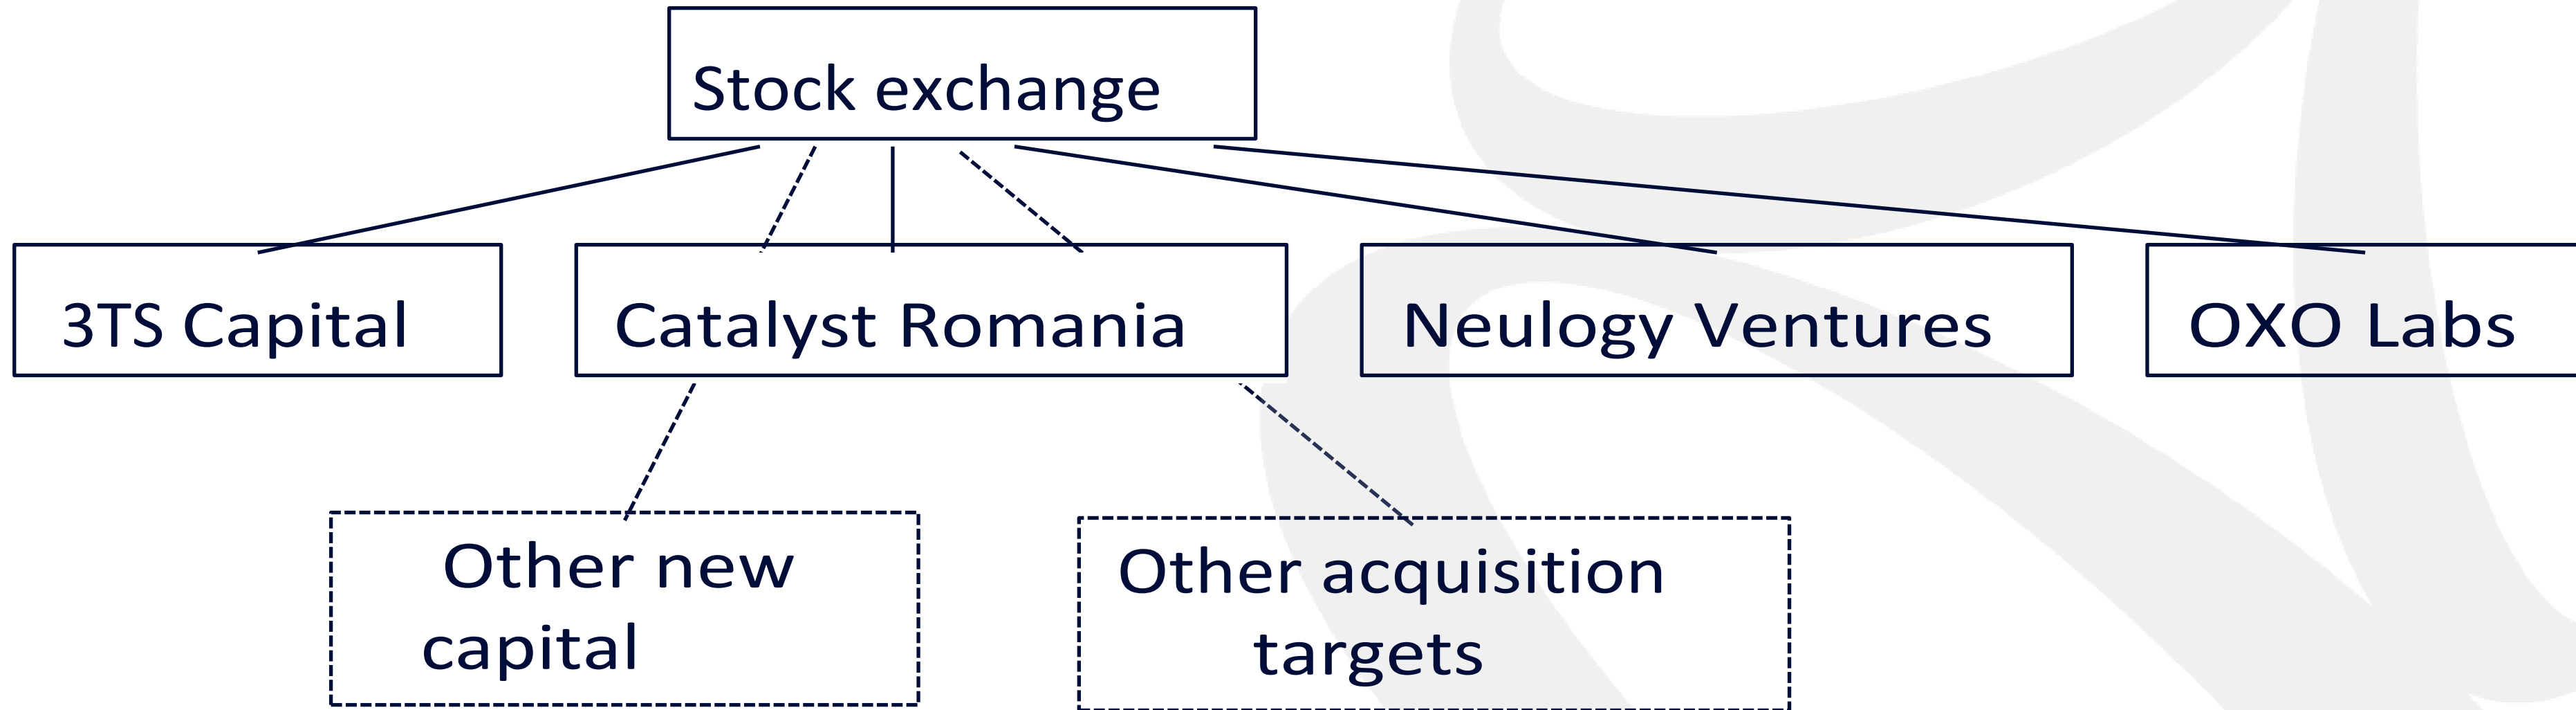 Stock exchange
3TS Capital
Catalyst Romania
Neulogy Ventures
OXO Labs
Other new
capital
Other acquisition
targets